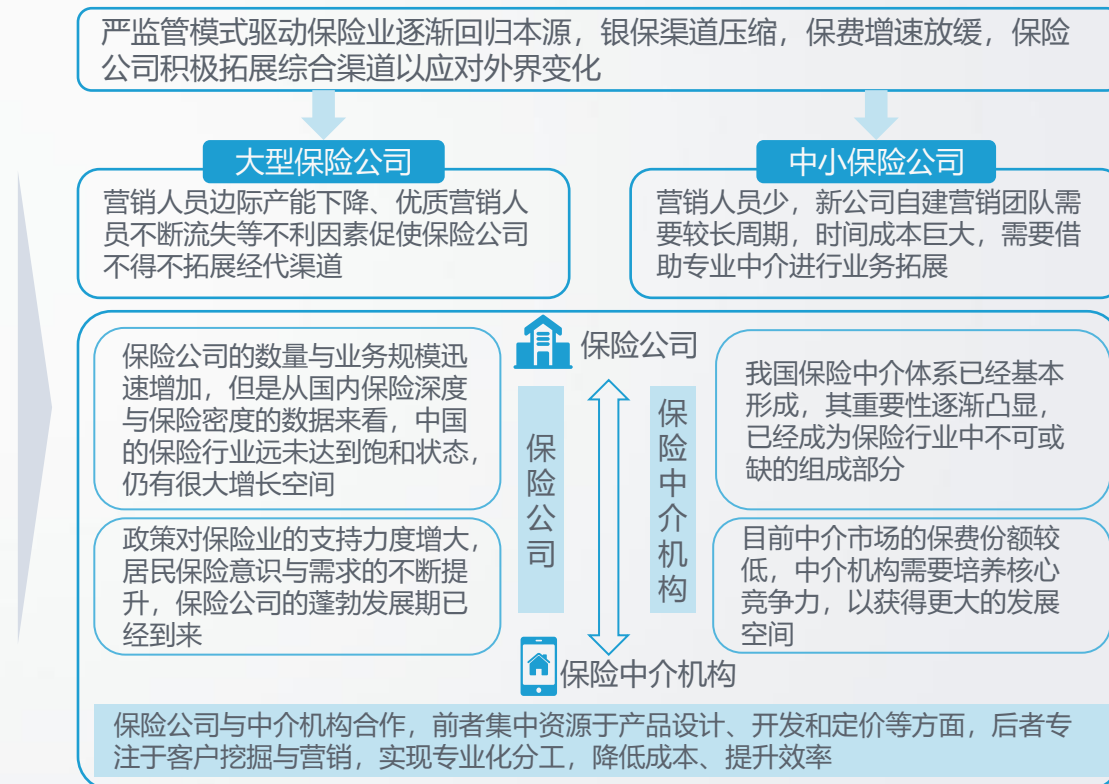 严监管模式驱动保险业逐渐回归本源，银保渠道压缩，保费增速放缓，保险
公司积极拓展综合渠道以应对外界变化
大型保险公司
营销人员边际产能下降、优质营销人
员不断流失等不利因素促使保险公司
不得不拓展经代渠道
中小保险公司
营销人员少，新公司自建营销团队需
要较长周期，时间成本巨大，需要借
助专业中介进行业务拓展
保险公司
保险公司的数量与业务规模迅
速增加，但是从国内保险深度
与保险密度的数据来看，中国
的保险行业远未达到饱和状态，
仍有很大增长空间
政策对保险业的支持力度增大，
居民保险意识与需求的不断提
升，保险公司的蓬勃发展期已
经到来
保险公司
保险中介机构
我国保险中介体系已经基本
形成，其重要性逐渐凸显，
已经成为保险行业中不可或
缺的组成部分
目前中介市场的保费份额较
低，中介机构需要培养核心
竞争力，以获得更大的发展
空间
保险中介机构
保险公司与中介机构合作，前者集中资源于产品设计、开发和定价等方面，后者专
注于客户挖掘与营销，实现专业化分工，降低成本、提升效率